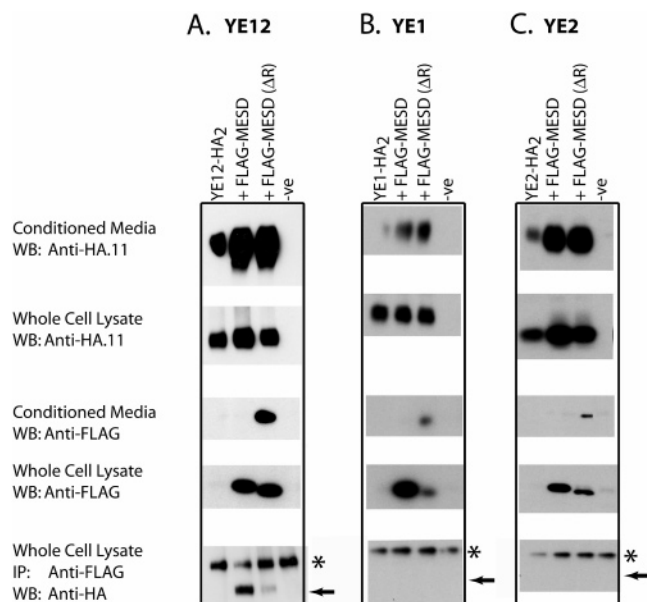 A. YE12
B. YE1
C. YE2
YE12-HA2
+ FLAG-MESD
+ FLAG-MESD (ΔR)
-ve
YE1-HA2
+ FLAG-MESD
+ FLAG-MESD (ΔR)
-ve
YE2-HA2
+ FLAG-MESD
+ FLAG-MESD (ΔR)
-ve
Conditioned Media
WB: Anti-HA.11
Whole Cell Lysate
WB: Anti-HA.11
Conditioned Media
WB: Anti-FLAG
Whole Cell Lysate
WB: Anti-FLAG
Whole Cell Lysate
IP: Anti-FLAG
WB: Anti-HA
*
*
*